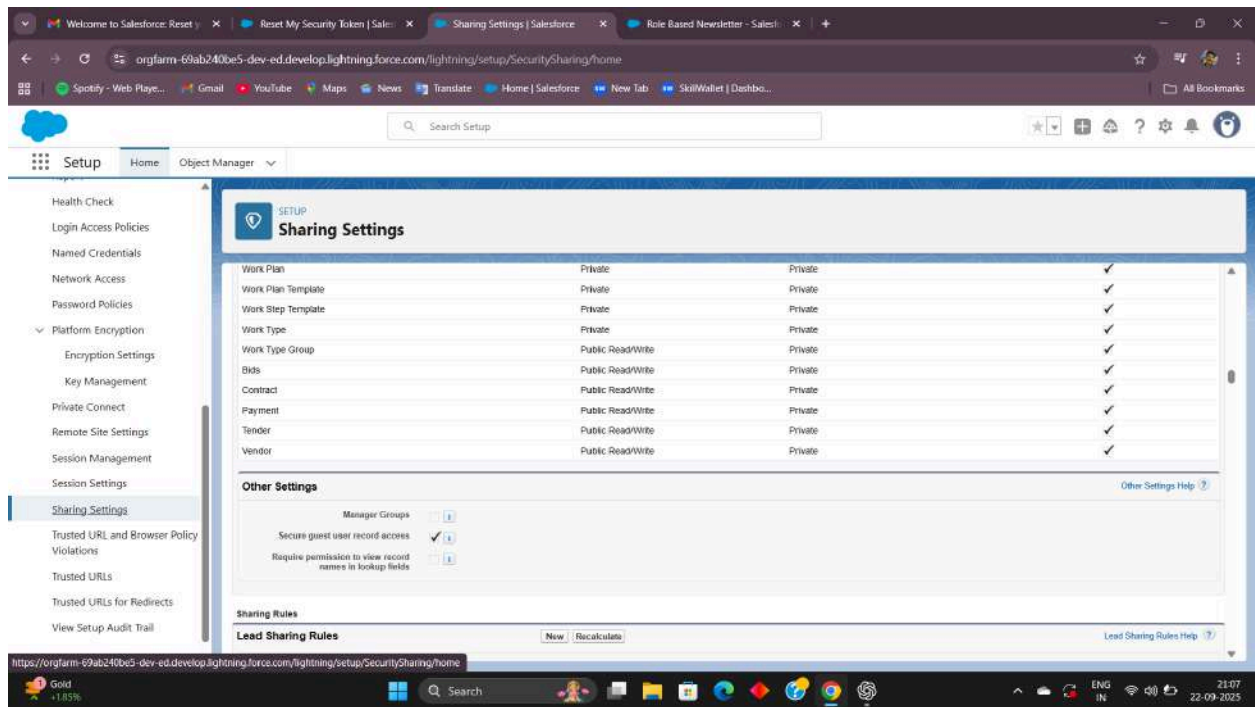 Welcome to Salesforce: Reset y
Reset My Security Token | Sales
Sharing Settings | Salesforce
Role Based Newsletter - Salesfo
orgfarm-69ab240be5-dev-ed.develop.lightning.force.com/lightning/setup/SecuritySharing/home
Spotify - Web Playe...
Gmail
YouTube
Maps
News
Translate
Home | Salesforce
New Tab
SkillWallet | Dashbo...
All Bookmarks
Search Setup
Setup
Home
Object Manager
Health Check
Login Access Policies
Named Credentials
Network Access
Password Policies
Platform Encryption
Encryption Settings
Key Management
Private Connect
Remote Site Settings
Session Management
Session Settings
Sharing Settings
Trusted URL and Browser Policy
Violations
Trusted URLs
Trusted URLs for Redirects
View Setup Audit Trail
SETUP
Sharing Settings
Work Plan Private Private
Work Plan Template Private Private
Work Step Template Private Private
Work Type Private Private
Work Type Group Public Read/Write Private
Bids Public Read/Write Private
Contract Public Read/Write Private
Payment Public Read/Write Private
Tender Public Read/Write Private
Vendor Public Read/Write Private
Other Settings
Other Settings Help ?
Manager Groups
Secure guest user record access
Require permission to view record
names in lookup fields
Sharing Rules
Lead Sharing Rules
New
Recalculate
Lead Sharing Rules Help ?
https://orgfarm-69ab240be5-dev-ed.develop.lightning.force.com/lightning/setup/SecuritySharing/home
1
Gold
+1.85%
Search
ENG
IN
21:07
22-09-2025